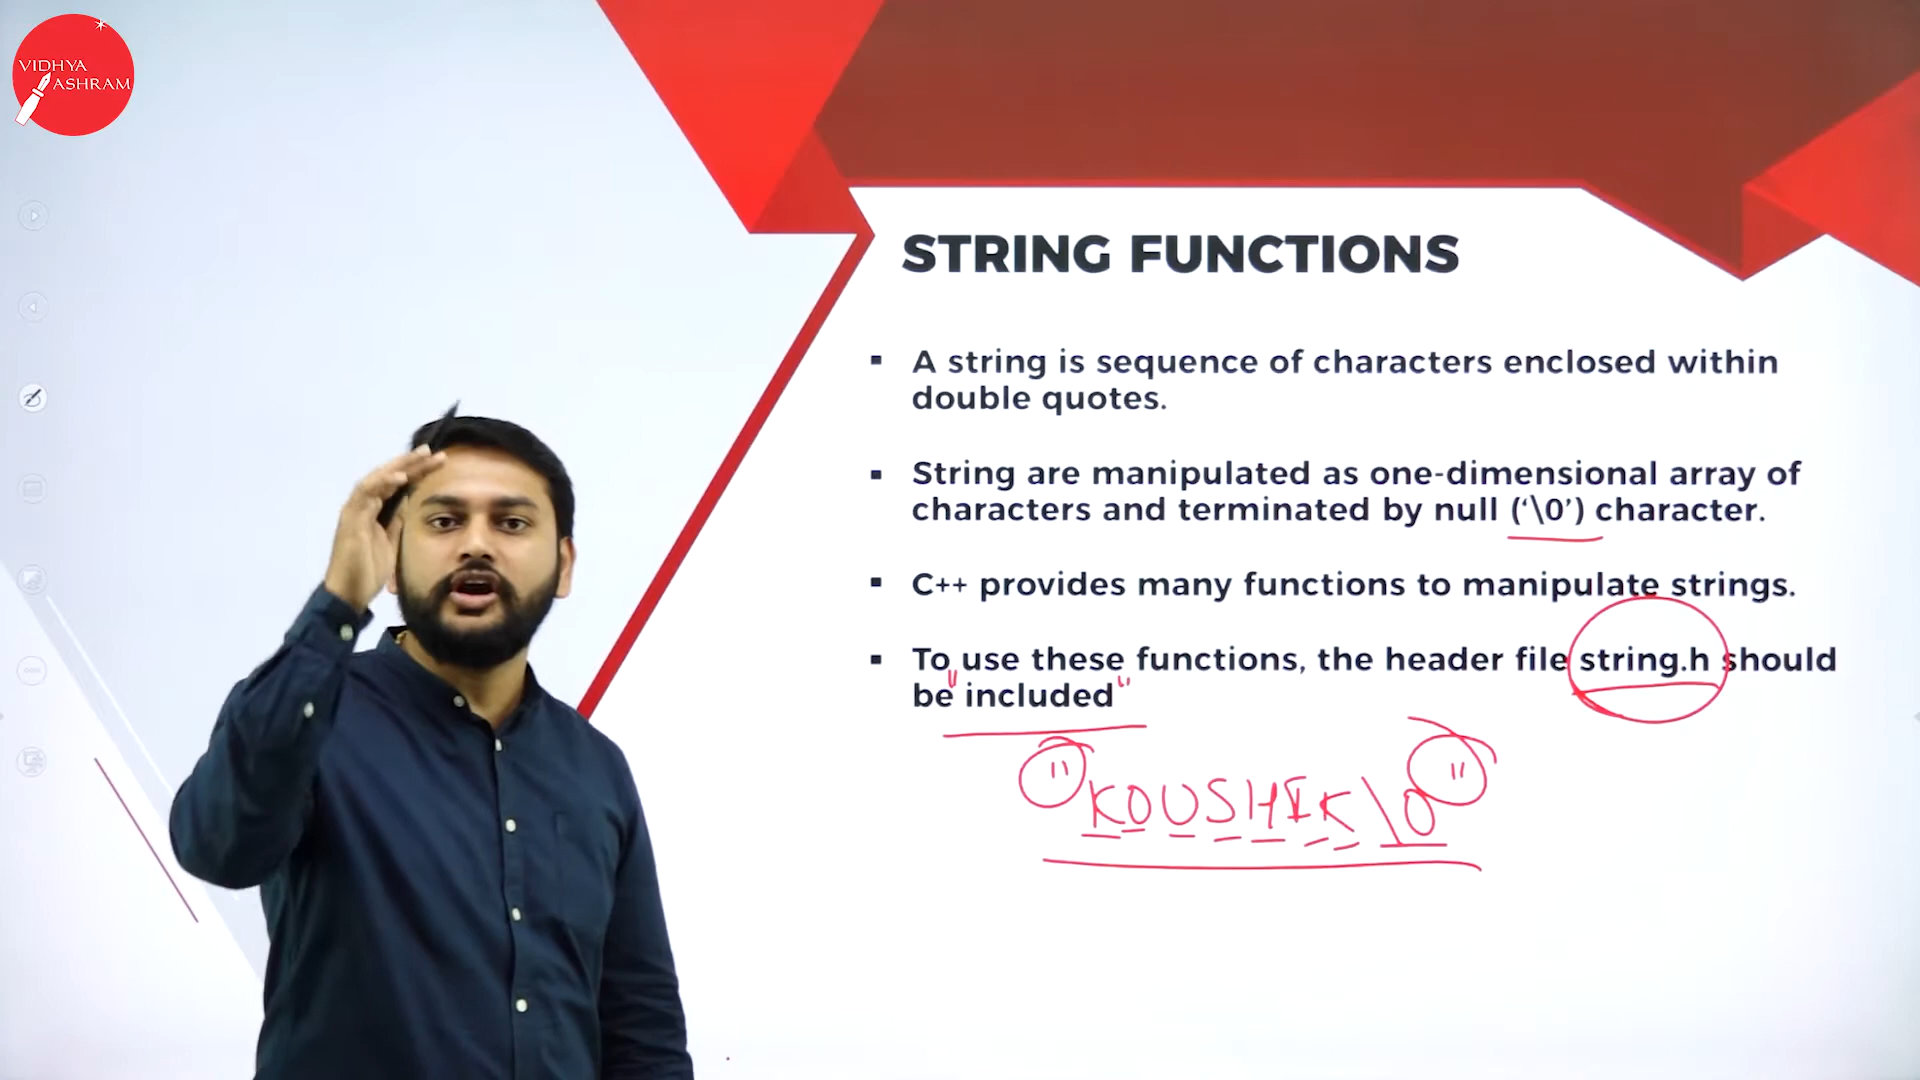 VIDHYA
ASHRAM
STRING FUNCTIONS
▪ A string is sequence of characters enclosed within
double quotes.
▪ String are manipulated as one-dimensional array of
characters and terminated by null (‘\0’) character.
▪ C++ provides many functions to manipulate strings.
▪ To use these functions, the header file string.h should
be "included"
"KOUSHIK\0"